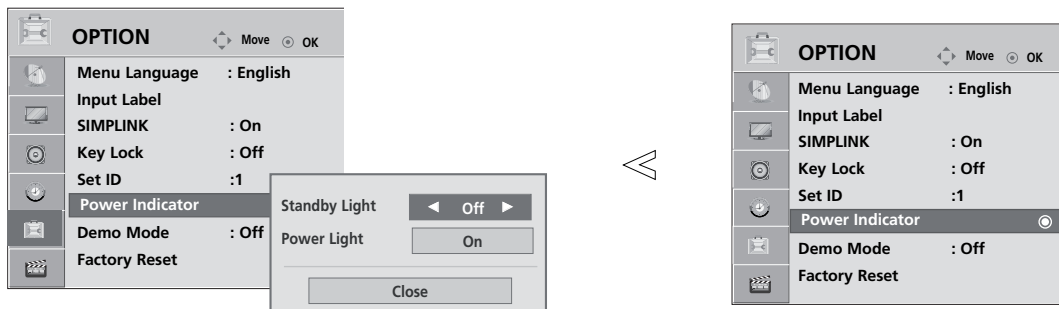 OPTION Move OK
Menu Language : English
Input Label
SIMPLINK : On
Key Lock : Off
Set ID :1
Power Indicator
Demo Mode : Off
Factory Reset
Standby Light ◄ Off ►
Power Light On
Close
OPTION Move OK
Menu Language : English
Input Label
SIMPLINK : On
Key Lock : Off
Set ID :1
Power Indicator
Demo Mode : Off
Factory Reset